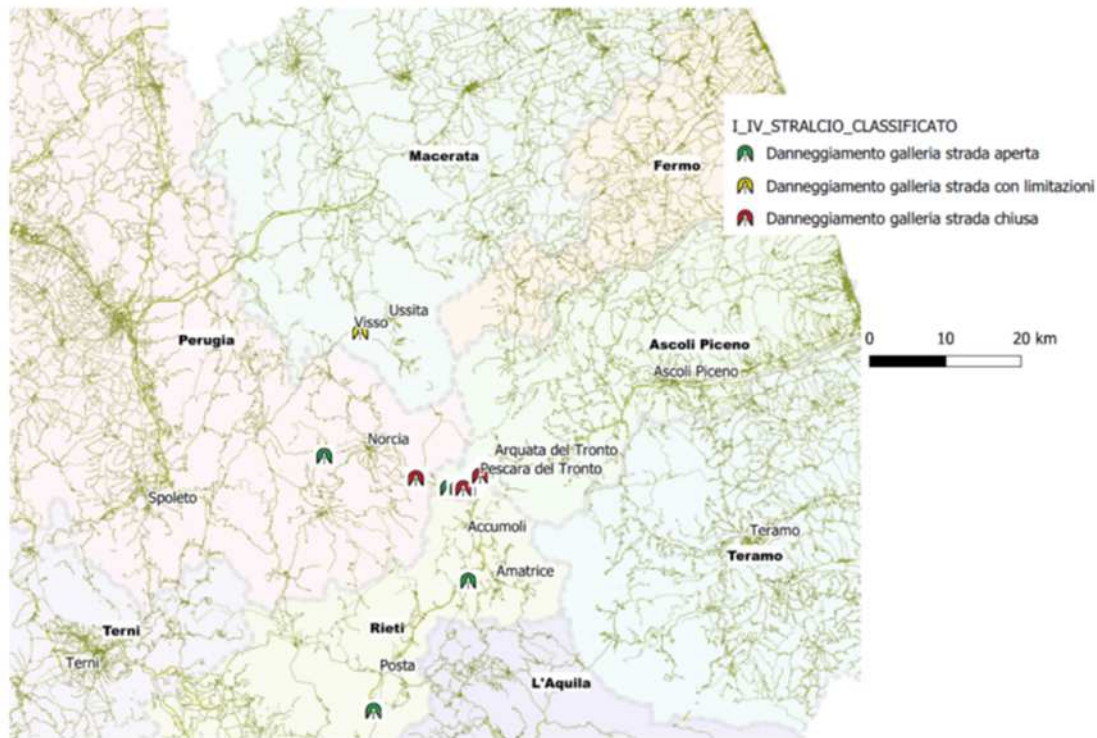 I_IV_STRALCIO_CLASSIFICATO
Danneggiamento galleria strada aperta
Danneggiamento galleria strada con limitazioni
Danneggiamento galleria strada chiusa
Macerata
Fermo
Ussita
Visso
Perugia
Ascoli Piceno
Ascoli Piceno
0 10 20 km
Norcia
Arquata del Tronto
Pescara del Tronto
Spoleto
Accumoli
Teramo
Teramo
Amatrice
Terni
Rieti
Terni
Posta
L'Aquila